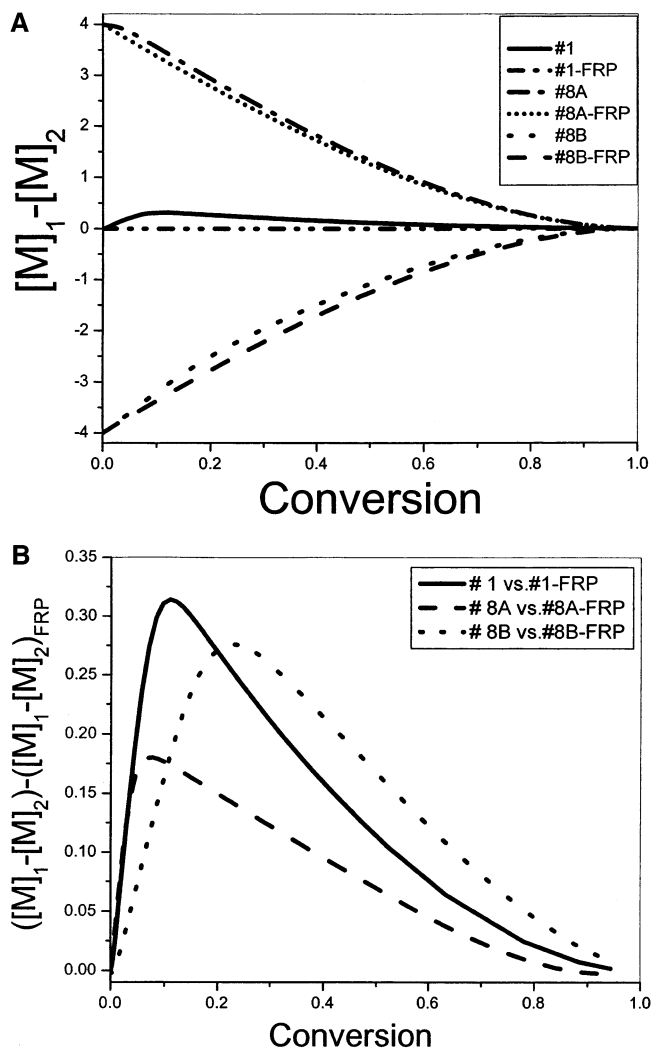 A
[M]1-[M]2
4
3
2
1
0
-1
-2
-3
-4
#1
#1-FRP
#8A
#8A-FRP
#8B
#8B-FRP
0.0 0.2 0.4 0.6 0.8 1.0
Conversion
B
([M]1-[M]2)-([M]1-[M]2)FRP
0.35
0.30
0.25
0.20
0.15
0.10
0.05
0.00
# 1 vs.#1-FRP
# 8A vs.#8A-FRP
# 8B vs.#8B-FRP
0.0 0.2 0.4 0.6 0.8 1.0
Conversion